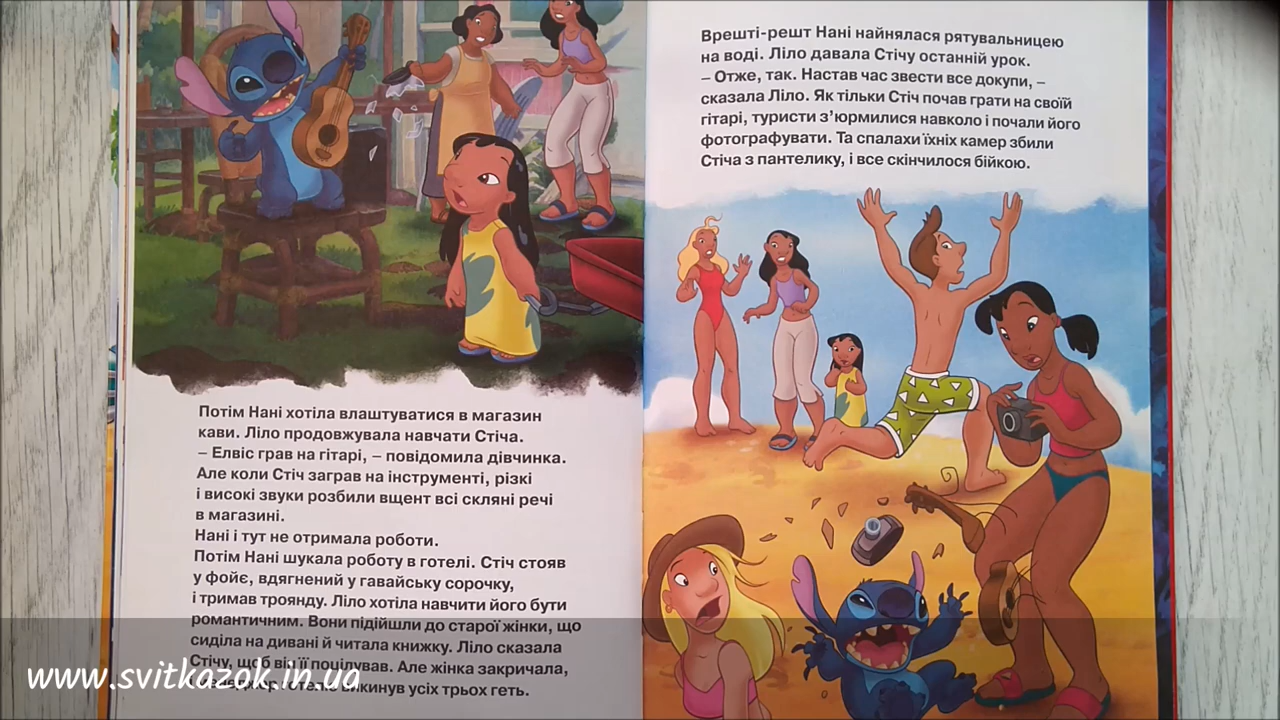 Потім Нані хотіла влаштуватися в магазин
кави. Ліло продовжувала навчати Стіча.
– Елвіс грав на гітарі, – повідомила дівчинка.
Але коли Стіч заграв на інструменті, різкі
і високі звуки розбили вщент всі скляні речі
в магазині.
Нані і тут не отримала роботи.
Потім Нані шукала роботу в готелі. Стіч стояв
у фойє, вдягнений у гавайську сорочку,
і тримав троянду. Ліло хотіла навчити його бути
романтичним. Вони підійшли до старої жінки, що
сиділа на дивані й читала книжку. Ліло сказала
Стічу, щоб він її поцілував. Але жінка закричала,
викинув усіх трьох геть.
www.svitkazok.in.ua
Врешті-решт Нані найнялася рятувальницею
на воді. Ліло давала Стічу останній урок.
– Отже, так. Настав час звести все докупи, –
сказала Ліло. Як тільки Стіч почав грати на своїй
гітарі, туристи з’юрмилися навколо і почали його
фотографувати. Та спалахи їхніх камер збили
Стіча з пантелику, і все скінчилося бійкою.